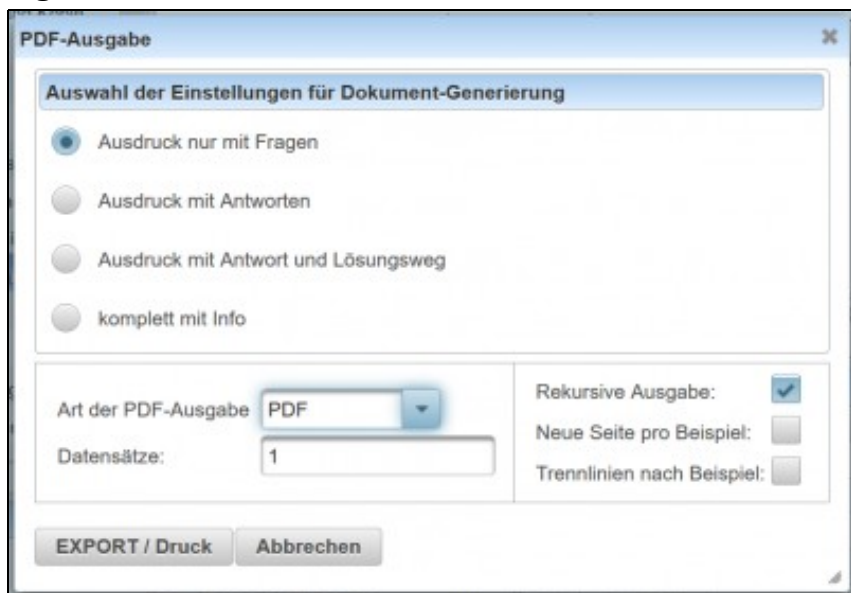 PDF-Ausgabe
Auswahl der Einstellungen für Dokument-Generierung
Ausdruck nur mit Fragen
Ausdruck mit Antworten
Ausdruck mit Antwort und Lösungsweg
komplett mit Info
Art der PDF-Ausgabe PDF
Datensätze: 1
Rekursive Ausgabe:
Neue Seite pro Beispiel:
Trennlinien nach Beispiel:
EXPORT / Druck Abbrechen